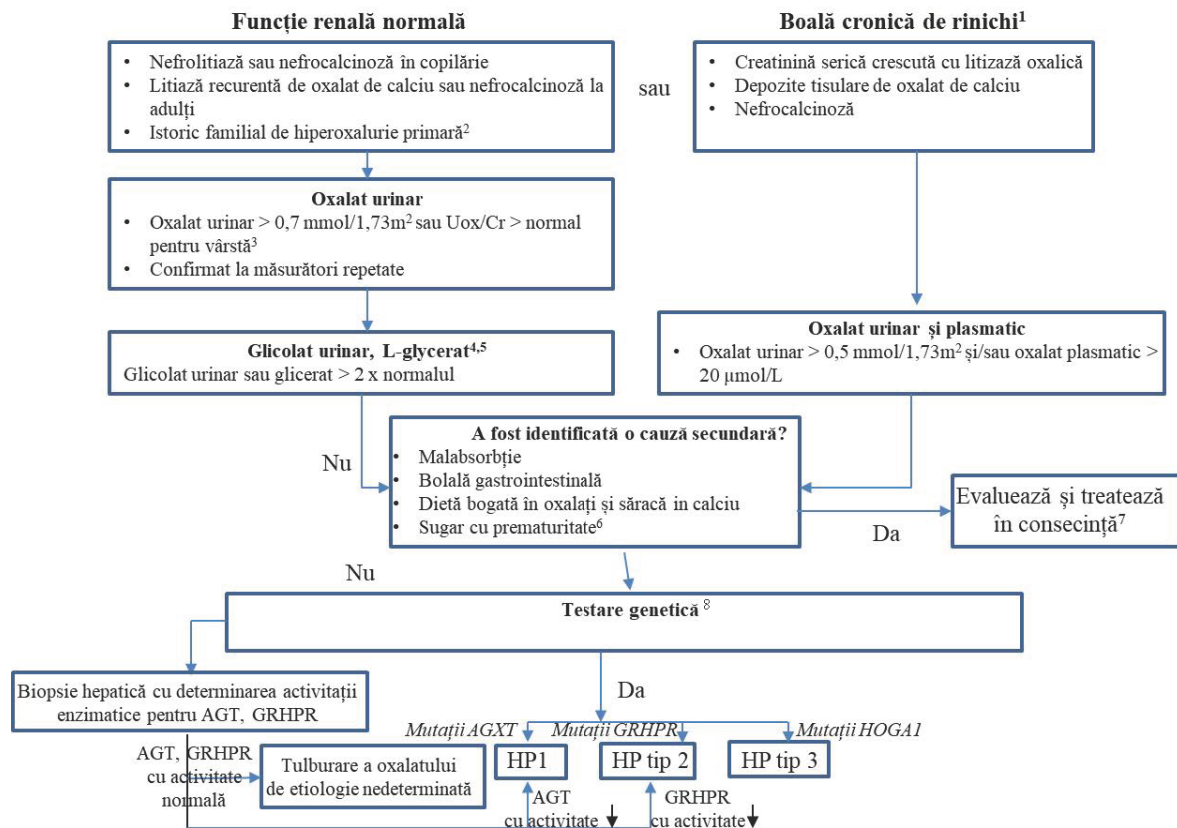 Funcție renală normală
Boală cronică de rinichi¹
• Nefrolitiază sau nefrocalcinoză în copilărie
• Litiază recurentă de oxalat de calciu sau nefrocalcinoză la
adulți
• Istoric familial de hiperoxalurie primară²
sau
• Creatinină serică crescută cu litizază oxalică
• Depozite tisulare de oxalat de calciu
• Nefrocalcinoză
Oxalat urinar
• Oxalat urinar > 0,7 mmol/1,73m² sau Uox/Cr > normal
pentru vârstă³
• Confirmat la măsurători repetate
Glicolat urinar, L-glycerat⁴,⁵
Glicolat urinar sau glicerat > 2 x normalul
Oxalat urinar și plasmatic
• Oxalat urinar > 0,5 mmol/1,73m² și/sau oxalat plasmatic >
20 µmol/L
Nu
A fost identificată o cauză secundară?
• Malabsorbție
• Bolală gastrointestinală
• Dietă bogată în oxalați și săracă in calciu
• Sugar cu prematuritate⁶
Da
Evaluează și treatează
în consecință⁷
Nu
Testare genetică ⁸
Biopsie hepatică cu determinarea activitații
enzimatice pentru AGT, GRHPR
Da
Mutații AGXT
Mutații GRHPR
Mutații HOGA1
HP1
HP tip 2
HP tip 3
AGT, GRHPR
cu activitate
normală
Tulburare a oxalatului
de etiologie nedeterminată
AGT
cu activitate
GRHPR
cu activitate